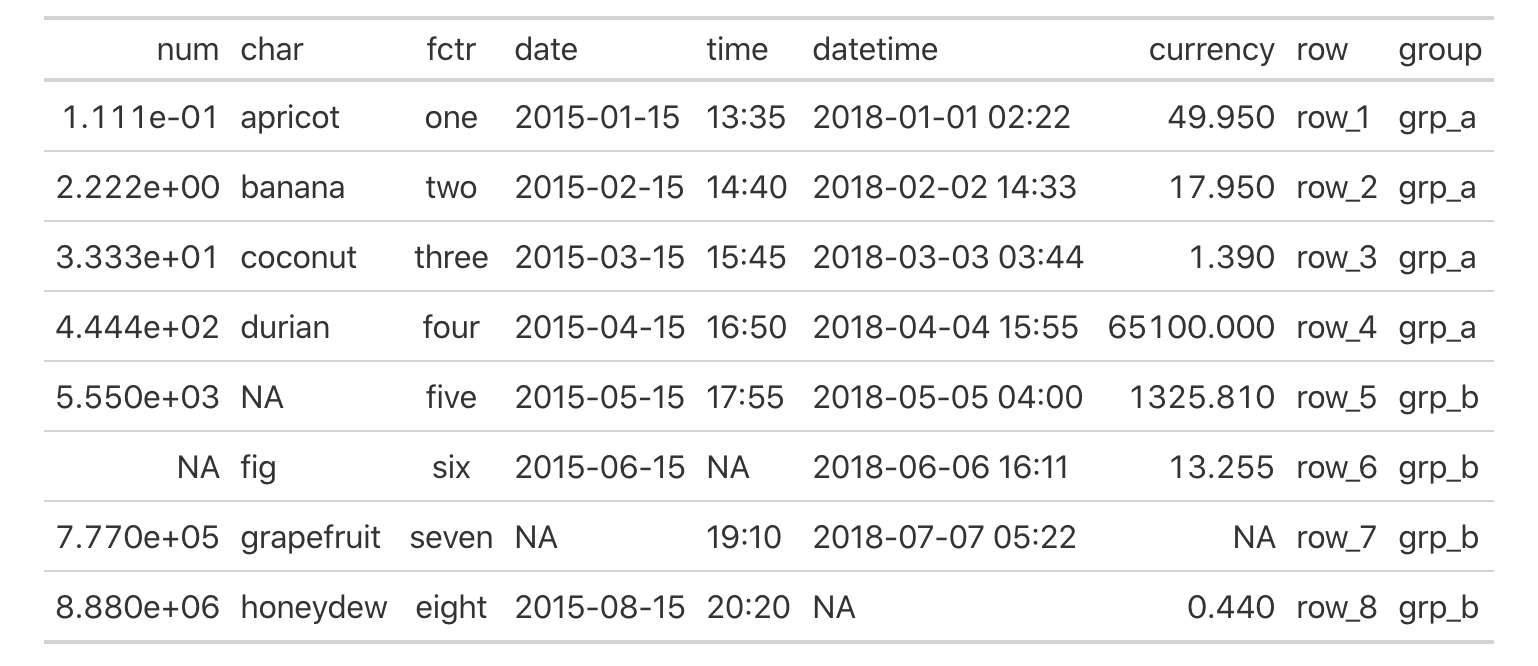 num char fctr date time datetime currency row group
1.111e-01 apricot one 2015-01-15 13:35 2018-01-01 02:22 49.950 row_1 grp_a
2.222e+00 banana two 2015-02-15 14:40 2018-02-02 14:33 17.950 row_2 grp_a
3.333e+01 coconut three 2015-03-15 15:45 2018-03-03 03:44 1.390 row_3 grp_a
4.444e+02 durian four 2015-04-15 16:50 2018-04-04 15:55 65100.000 row_4 grp_a
5.550e+03 NA five 2015-05-15 17:55 2018-05-05 04:00 1325.810 row_5 grp_b
NA fig six 2015-06-15 NA 2018-06-06 16:11 13.255 row_6 grp_b
7.770e+05 grapefruit seven NA 19:10 2018-07-07 05:22 NA row_7 grp_b
8.880e+06 honeydew eight 2015-08-15 20:20 NA 0.440 row_8 grp_b